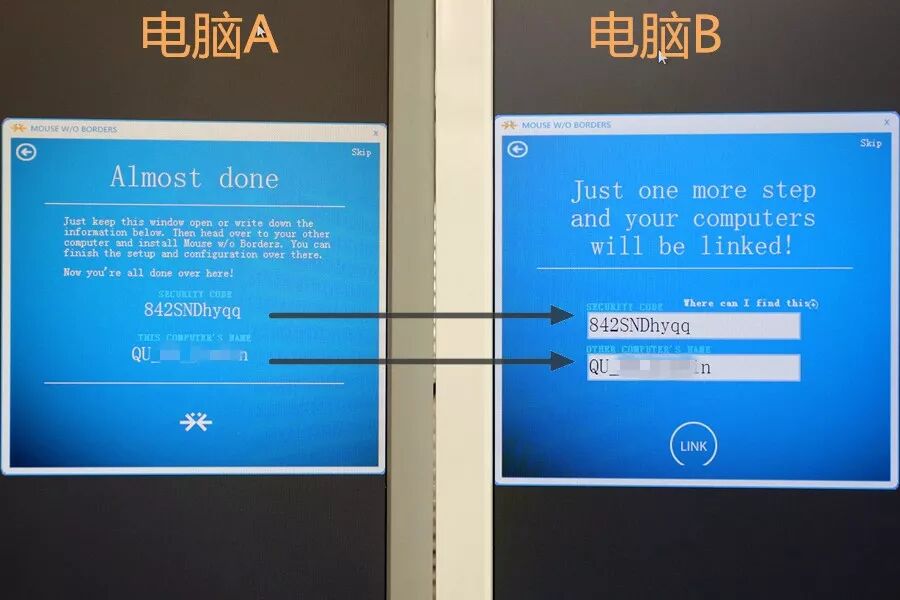 电脑A
MOUSE W/O BORDERS
x
Skip
Almost done
Just keep this window open or write down the
information below. Then head over to your other
computer and install Mouse w/o Borders. You can
finish the setup and configuration over there.
Now you're all done over here!
SECURITY CODE
842SNDhyqq
THIS COMPUTER'S NAME
电脑B
MOUSE W/O BORDERS
x
Skip
Just one more step
and your computers
will be linked!
Where can I find this
SECURITY CODE
842SNDhyqq
OTHER COMPUTER'S NAME
LINK